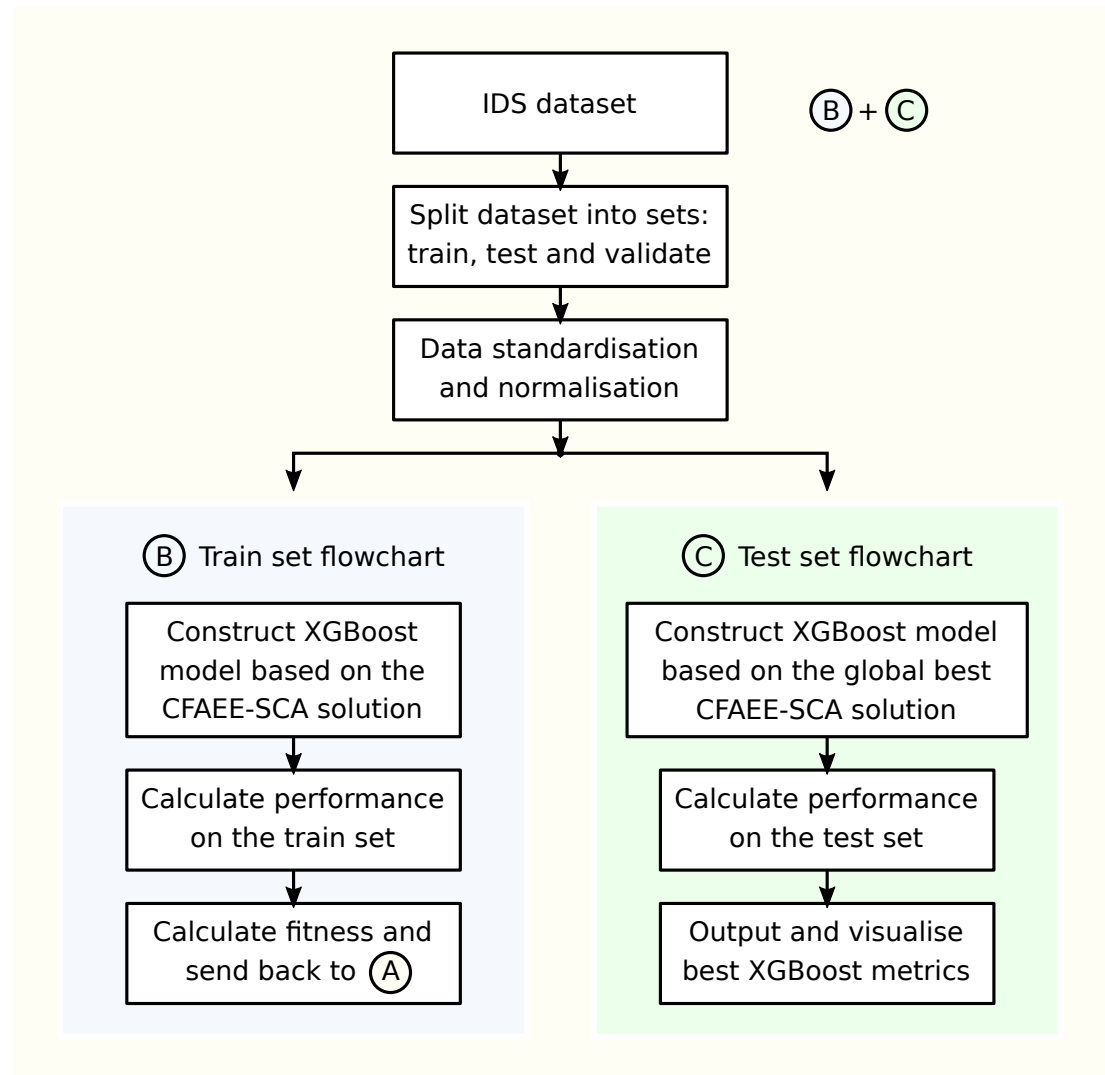 IDS dataset
B + C
Split dataset into sets:
train, test and validate
Data standardisation
and normalisation
B Train set flowchart
Construct XGBoost
model based on the
CFAEE-SCA solution
Calculate performance
on the train set
Calculate fitness and
send back to A
C Test set flowchart
Construct XGBoost model
based on the global best
CFAEE-SCA solution
Calculate performance
on the test set
Output and visualise
best XGBoost metrics